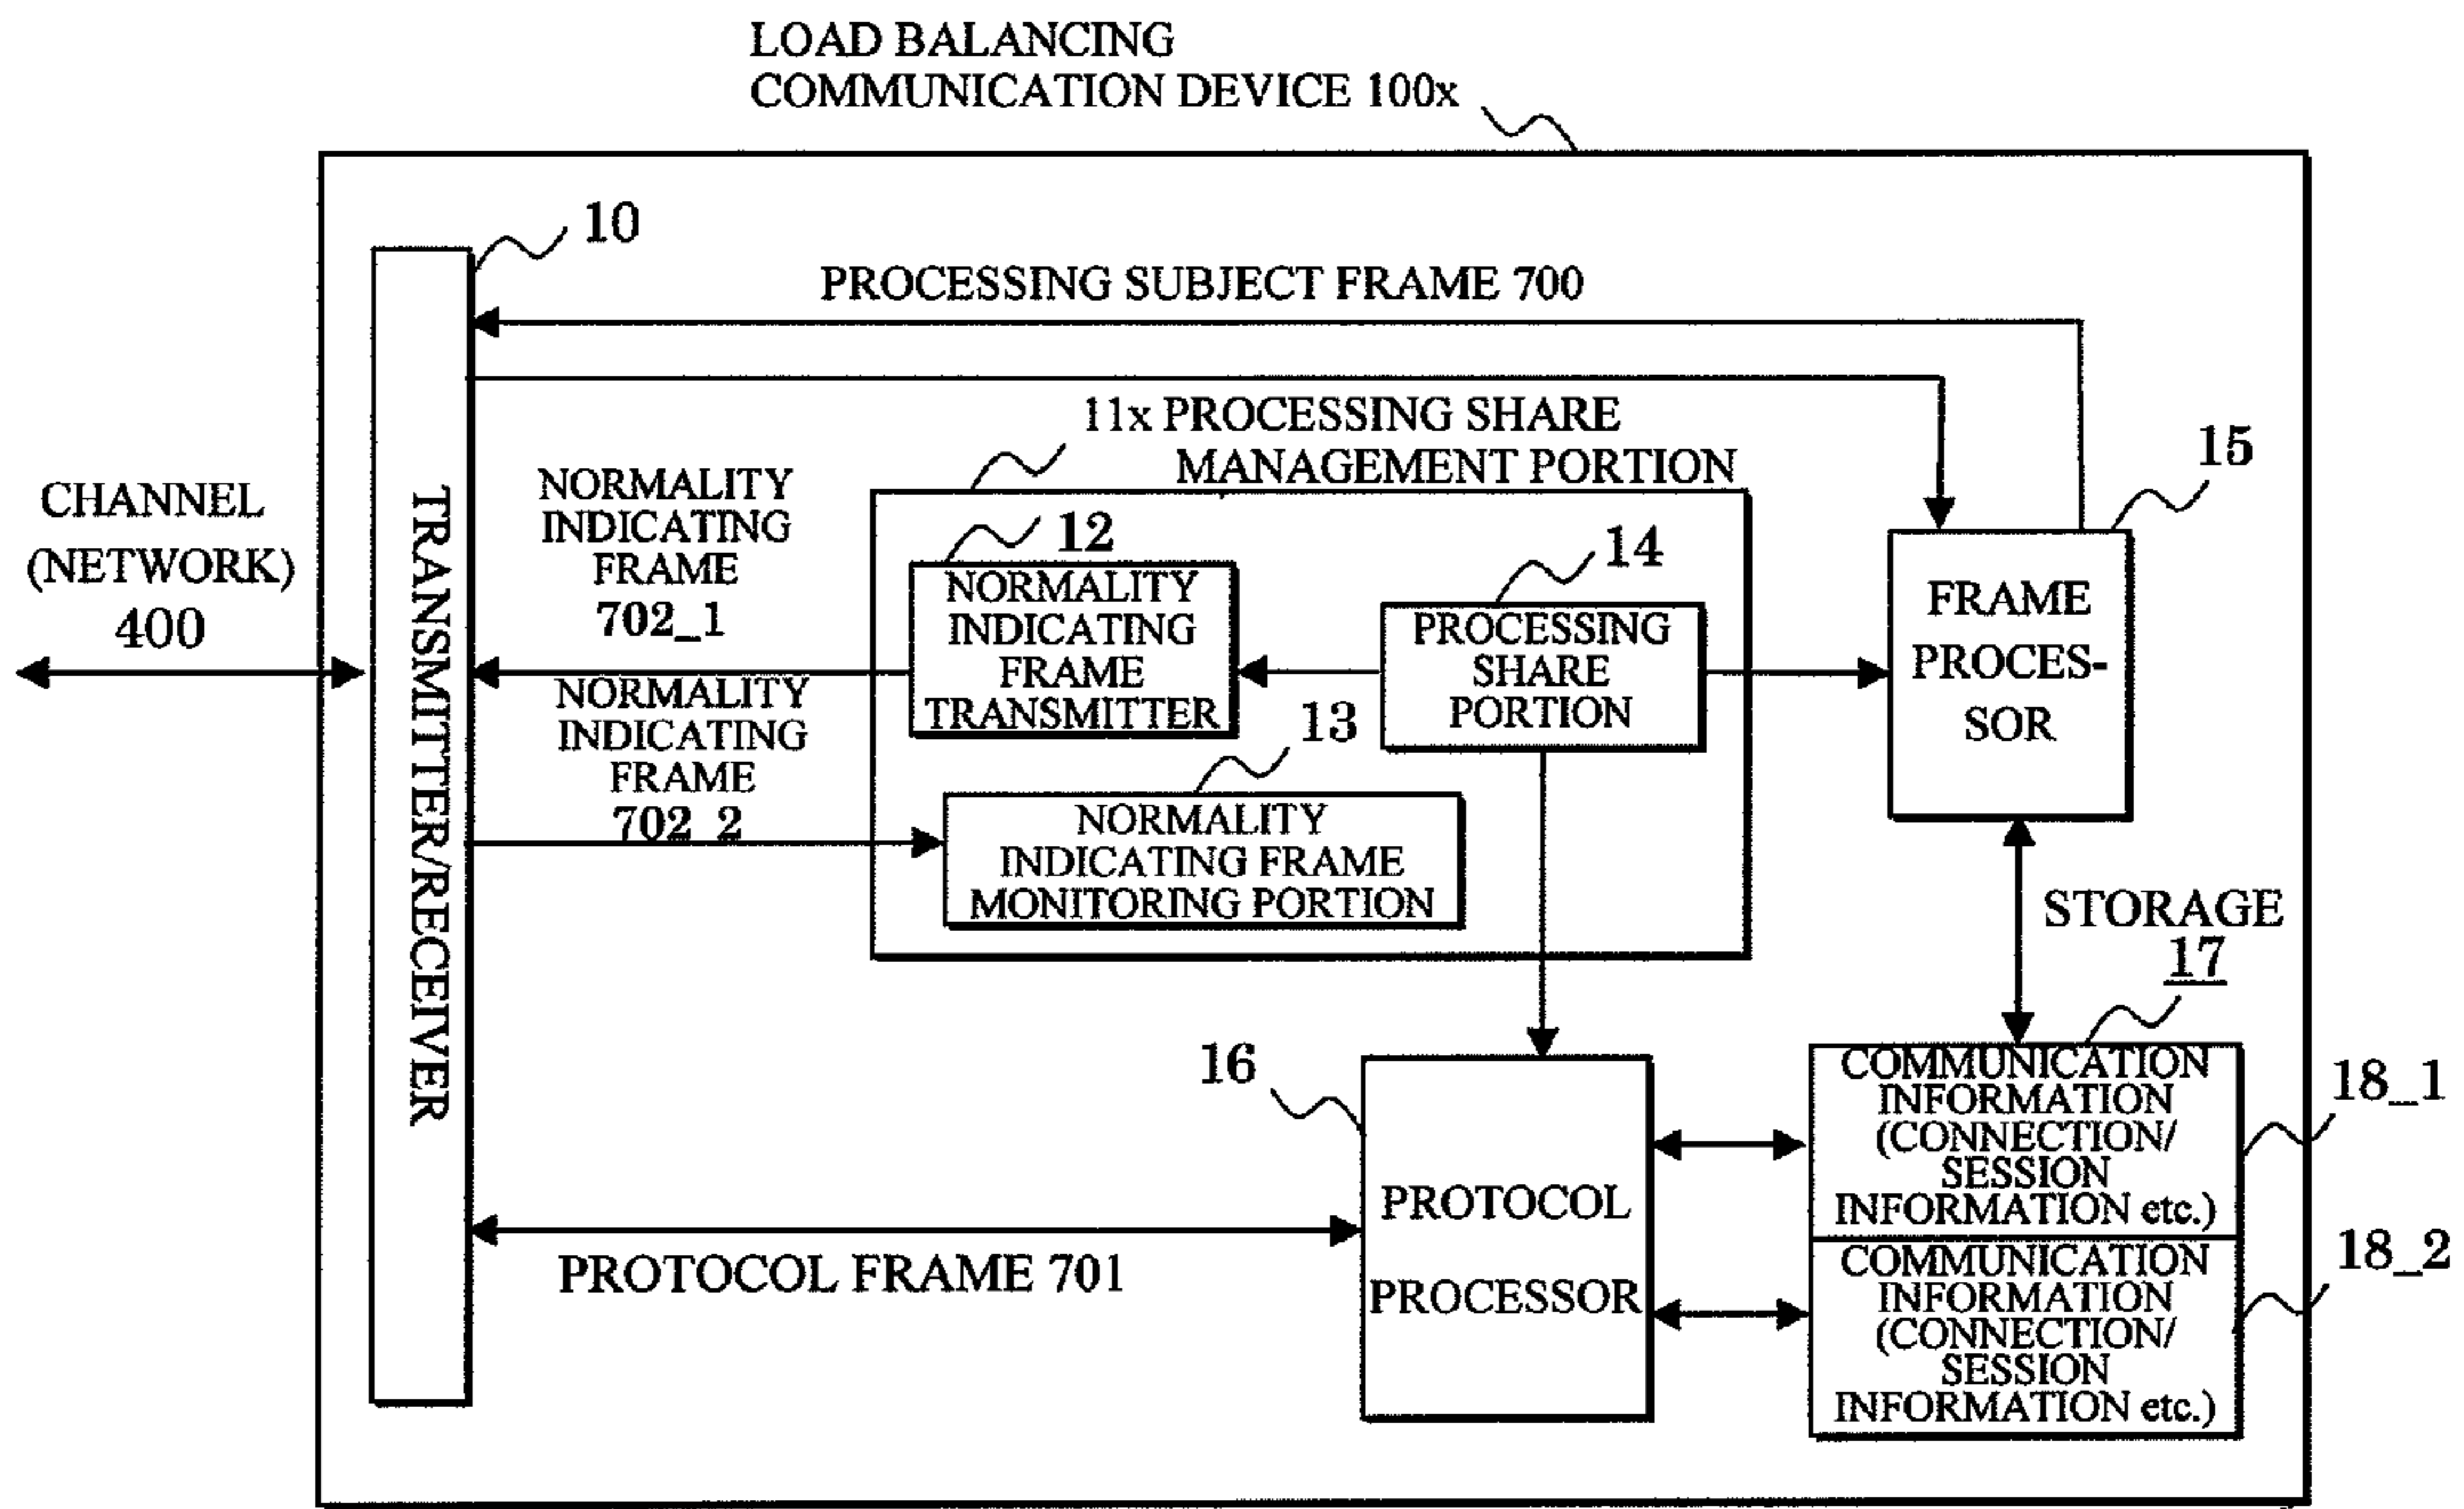 LOAD BALANCING
COMMUNICATION DEVICE 100x
10
PROCESSING SUBJECT FRAME 700
11x PROCESSING SHARE
MANAGEMENT PORTION
15
CHANNEL
(NETWORK)
400
TRANSMITTER/RECEIVER
NORMALITY
INDICATING
FRAME
702_1
12
NORMALITY
INDICATING
FRAME
TRANSMITTER
14
PROCESSING
SHARE
PORTION
FRAME
PROCES-
SOR
NORMALITY
INDICATING
FRAME
702_2
13
NORMALITY
INDICATING FRAME
MONITORING PORTION
STORAGE
17
16
PROTOCOL
PROCESSOR
COMMUNICATION
INFORMATION
(CONNECTION/
SESSION
INFORMATION etc.)
18_1
COMMUNICATION
INFORMATION
(CONNECTION/
SESSION
INFORMATION etc.)
18_2
PROTOCOL FRAME 701